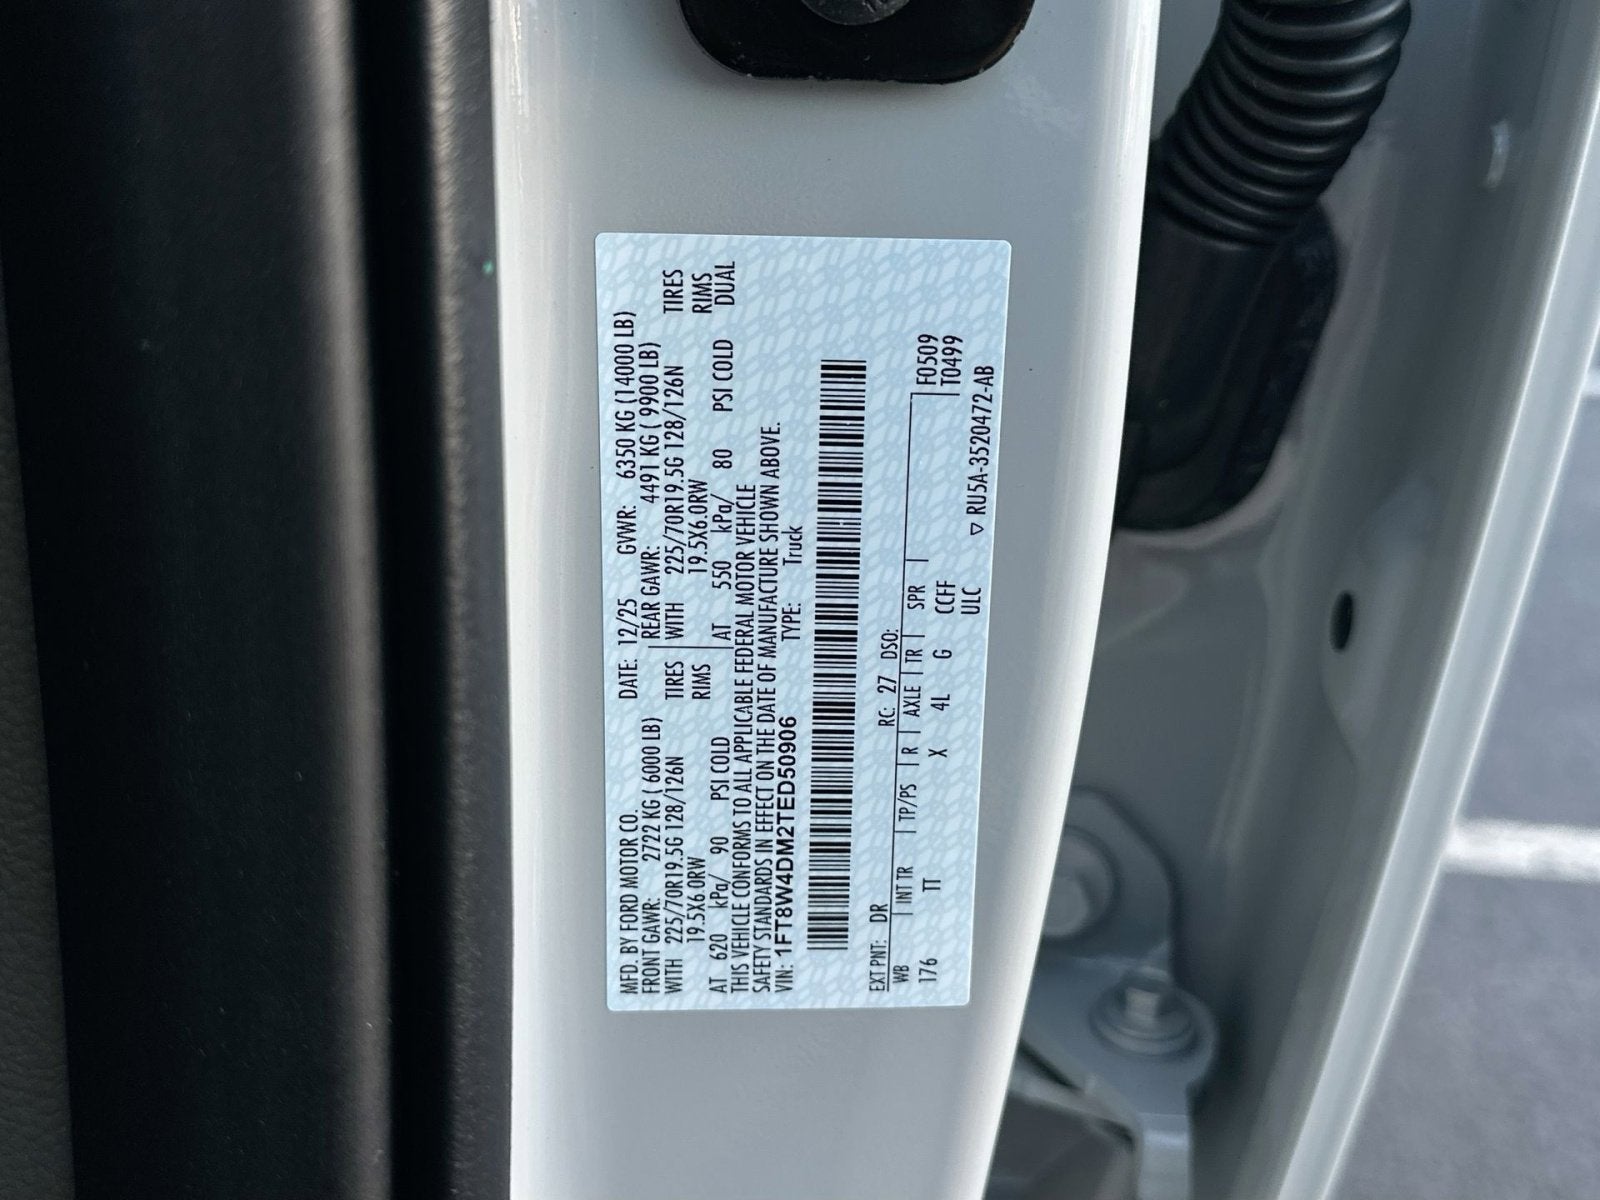 MFD. BY FORD MOTOR CO.
DATE: 12/25 GVWR: 6350 KG (14000 LB)
FRONT GAWR: 2722 KG ( 6000 LB) REAR GAWR: 4491 KG ( 9900 LB)
WITH 225/70R19.5G 128/126N TIRES WITH 225/70R19.5G 128/126N TIRES
19.5X6.0RW RIMS 19.5X6.0RW RIMS
AT 620 kPa/ 90 PSI COLD AT 550 kPa/ 80 PSI COLD DUAL
THIS VEHICLE CONFORMS TO ALL APPLICABLE FEDERAL MOTOR VEHICLE
SAFETY STANDARDS IN EFFECT ON THE DATE OF MANUFACTURE SHOWN ABOVE.
VIN: 1FT8W4DM2TED50906 TYPE: Truck
EXT PNT: DR RC: 27 DSO:
WB INT TR TP/PS R AXLE TR SPR F0509
176 TT X 4L G CCFF T0499
ULC ▽ RU5A-3520472-AB